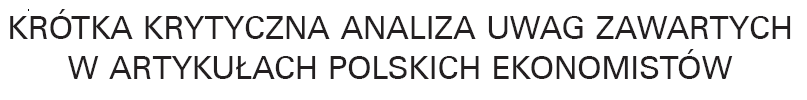 KRÓTKA KRYTYCZNA ANALIZA UWAG ZAWARTYCH
W ARTYKUŁACH POLSKICH EKONOMISTÓW